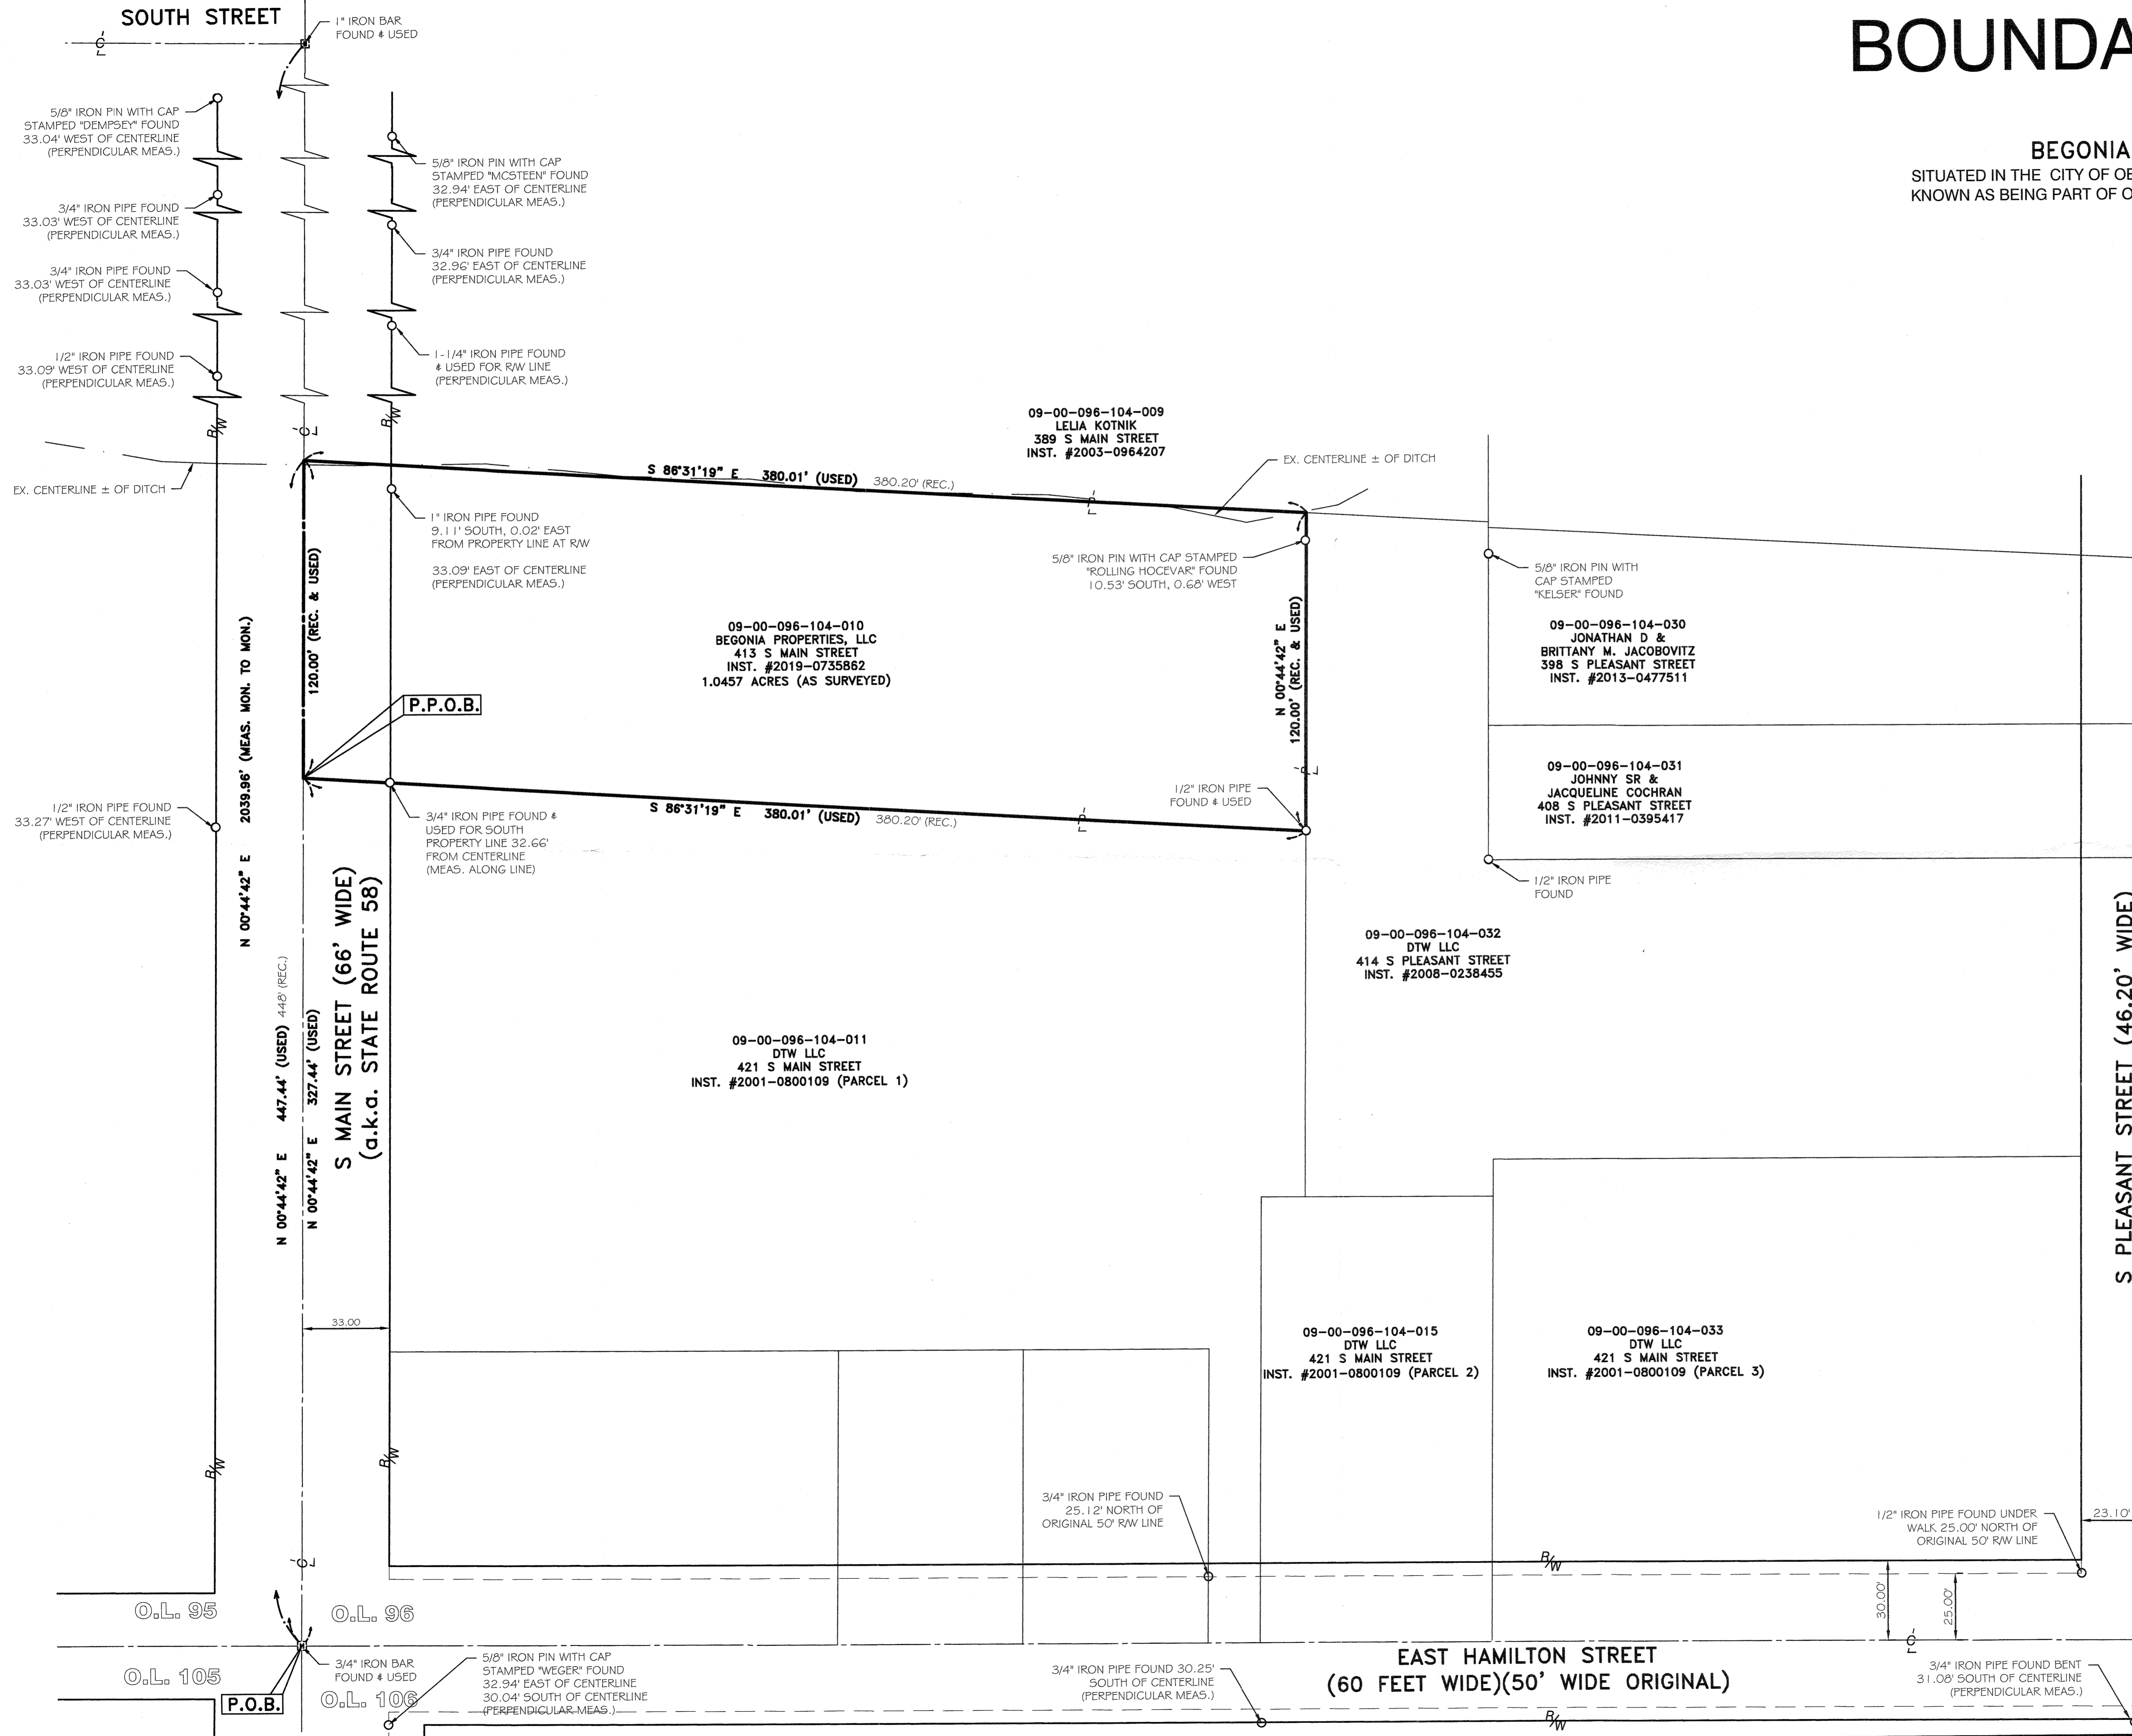 SOUTH STREET
1" IRON BAR
FOUND & USED
BOUNDA
BEGONIA
SITUATED IN THE CITY OF OB
KNOWN AS BEING PART OF O
5/8" IRON PIN WITH CAP
STAMPED "DEMPSEY" FOUND
33.04' WEST OF CENTERLINE
(PERPENDICULAR MEAS.)
3/4" IRON PIPE FOUND
33.03' WEST OF CENTERLINE
(PERPENDICULAR MEAS.)
3/4" IRON PIPE FOUND
33.03' WEST OF CENTERLINE
(PERPENDICULAR MEAS.)
1/2" IRON PIPE FOUND
33.09' WEST OF CENTERLINE
(PERPENDICULAR MEAS.)
5/8" IRON PIN WITH CAP
STAMPED "MCSTEEN" FOUND
32.94' EAST OF CENTERLINE
(PERPENDICULAR MEAS.)
3/4" IRON PIPE FOUND
32.96' EAST OF CENTERLINE
(PERPENDICULAR MEAS.)
1-1/4" IRON PIPE FOUND
& USED FOR R/W LINE
(PERPENDICULAR MEAS.)
R/W
R/W
EX. CENTERLINE ± OF DITCH
09-00-096-104-009
LELIA KOTNIK
389 S MAIN STREET
INST. #2003-0964207
EX. CENTERLINE ± OF DITCH
S 86°31'19" E 380.01' (USED) 380.20' (REC.)
1" IRON PIPE FOUND
9.11' SOUTH, 0.02' EAST
FROM PROPERTY LINE AT R/W
33.09' EAST OF CENTERLINE
(PERPENDICULAR MEAS.)
5/8" IRON PIN WITH CAP STAMPED
"ROLLING HOCEVAR" FOUND
10.53' SOUTH, 0.68' WEST
5/8" IRON PIN WITH
CAP STAMPED
"KELSER" FOUND
120.00' (REC. & USED)
N 00°44'42" E 2039.96' (MEAS. MON. TO MON.)
09-00-096-104-010
BEGONIA PROPERTIES, LLC
413 S MAIN STREET
INST. #2019-0735862
1.0457 ACRES (AS SURVEYED)
N 00°44'42" E
120.00' (REC. & USED)
09-00-096-104-030
JONATHAN D &
BRITTANY M. JACOBOVITZ
398 S PLEASANT STREET
INST. #2013-0477511
P.P.O.B.
09-00-096-104-031
JOHNNY SR &
JACQUELINE COCHRAN
408 S PLEASANT STREET
INST. #2011-0395417
1/2" IRON PIPE
FOUND & USED
1/2" IRON PIPE FOUND
33.27' WEST OF CENTERLINE
(PERPENDICULAR MEAS.)
S 86°31'19" E 380.01' (USED) 380.20' (REC.)
3/4" IRON PIPE FOUND &
USED FOR SOUTH
PROPERTY LINE 32.66'
FROM CENTERLINE
(MEAS. ALONG LINE)
1/2" IRON PIPE
FOUND
09-00-096-104-032
DTW LLC
414 S PLEASANT STREET
INST. #2008-0238455
N 00°44'42" E 447.44' (USED) 448' (REC.)
N 00°44'42" E 327.44' (USED)
S MAIN STREET (66' WIDE)
(a.k.a. STATE ROUTE 58)
S PLEASANT STREET (46.20' WIDE)
09-00-096-104-011
DTW LLC
421 S MAIN STREET
INST. #2001-0800109 (PARCEL 1)
33.00
09-00-096-104-015
DTW LLC
421 S MAIN STREET
INST. #2001-0800109 (PARCEL 2)
09-00-096-104-033
DTW LLC
421 S MAIN STREET
INST. #2001-0800109 (PARCEL 3)
R/W
R/W
3/4" IRON PIPE FOUND
25.12' NORTH OF
ORIGINAL 50' R/W LINE
1/2" IRON PIPE FOUND UNDER
WALK 25.00' NORTH OF
ORIGINAL 50' R/W LINE
23.10'
R/W
30.00'
25.00'
O.L. 95
O.L. 96
O.L. 105
O.L. 106
P.O.B.
3/4" IRON BAR
FOUND & USED
5/8" IRON PIN WITH CAP
STAMPED "WEGER" FOUND
32.94' EAST OF CENTERLINE
30.04' SOUTH OF CENTERLINE
(PERPENDICULAR MEAS.)
3/4" IRON PIPE FOUND 30.25'
SOUTH OF CENTERLINE
(PERPENDICULAR MEAS.)
EAST HAMILTON STREET
(60 FEET WIDE)(50' WIDE ORIGINAL)
3/4" IRON PIPE FOUND BENT
31.08' SOUTH OF CENTERLINE
(PERPENDICULAR MEAS.)
R/W